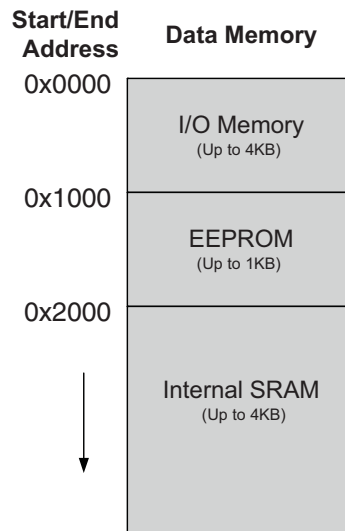 Start/End
Address
Data Memory
0x0000
I/O Memory
(Up to 4KB)
0x1000
EEPROM
(Up to 1KB)
0x2000
Internal SRAM
(Up to 4KB)